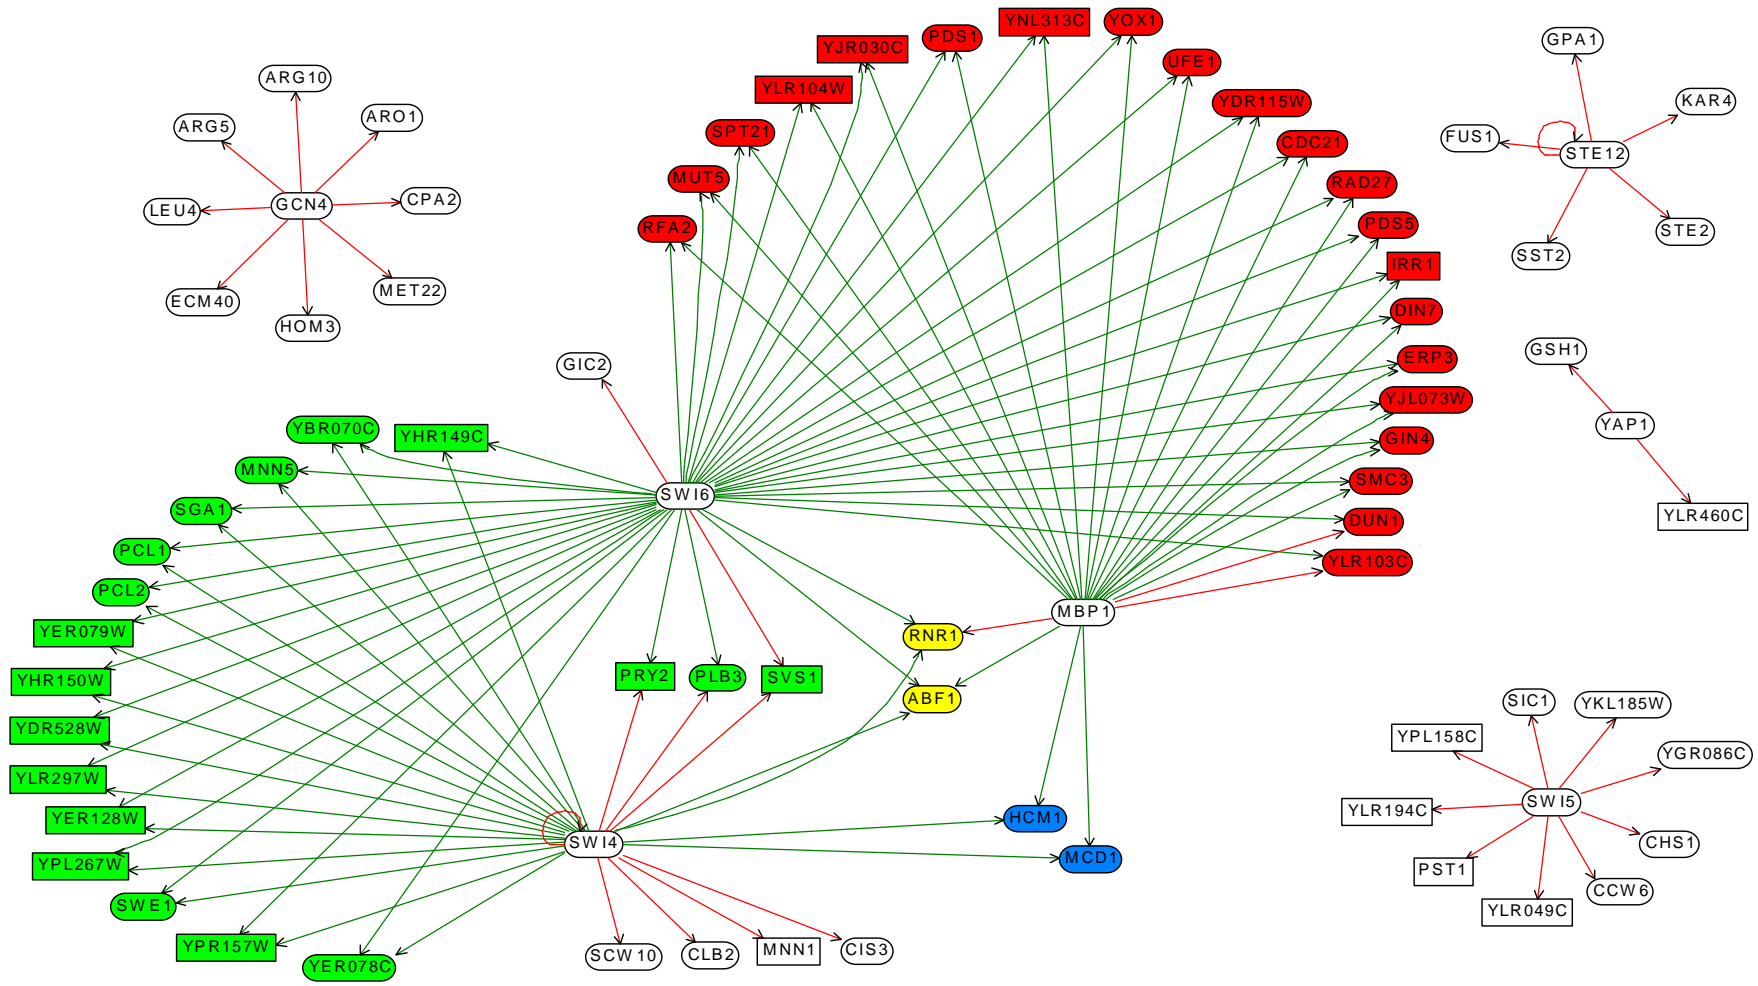 YNL313C
YOX1
PDS1
GPA1
YJR030C
UFE1
ARG10
YLR104W
KAR4
YDR115W
ARO1
ARG5
SPT21
FUS1
CDC21
STE12
MUT5
RAD27
CPA2
GCN4
LEU4
PDS5
RFA2
STE2
SST2
IRR1
MET22
ECM40
HOM3
DIN7
GSH1
ERP3
GIC2
YJL073W
YAP1
YBR070C
YHR149C
GIN4
MNN5
SMC3
SWI6
SGA1
YLR460C
DUN1
PCL1
YLR103C
PCL2
MBP1
YER079W
RNR1
PRY2
PLB3
SVS1
YHR150W
ABF1
SIC1
YKL185W
YDR528W
YPL158C
YGR086C
YLR297W
SWI5
YLR194C
YER128W
HCM1
SWI4
CHS1
MCD1
YPL267W
PST1
CCW6
SWE1
YLR049C
YPR157W
MNN1
CIS3
SCW10
CLB2
YER078C